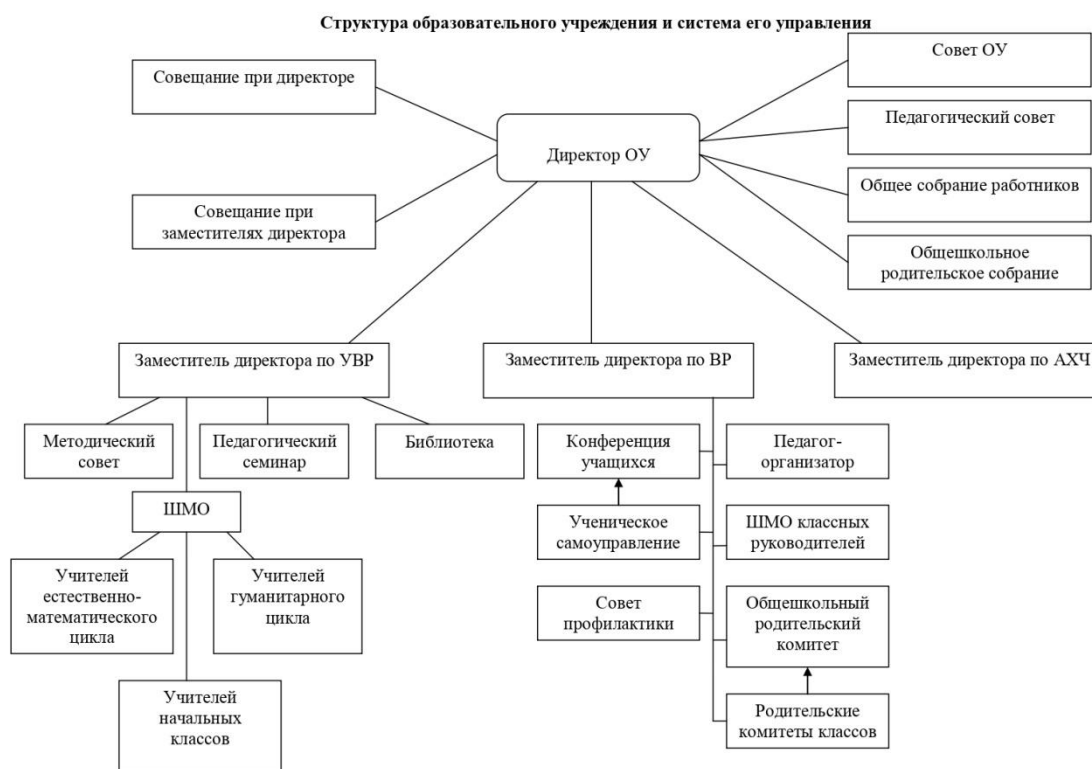 Структура образовательного учреждения и система его управления
Совещание при директоре
Совет ОУ
Педагогический совет
Директор ОУ
Общее собрание работников
Совещание при
заместителях директора
Общешкольное
родительское собрание
Заместитель директора по УВР
Заместитель директора по ВР
Заместитель директора по АХЧ
Методический
совет
Педагогический
семинар
Библиотека
Конференция
учащихся
Педагог-
организатор
ШМО
Ученическое
самоуправление
ШМО классных
руководителей
Учителей
естественно-
математического
цикла
Учителей
гуманитарного
цикла
Совет
профилактики
Общешкольный
родительский
комитет
Учителей
начальных
классов
Родительские
комитеты классов